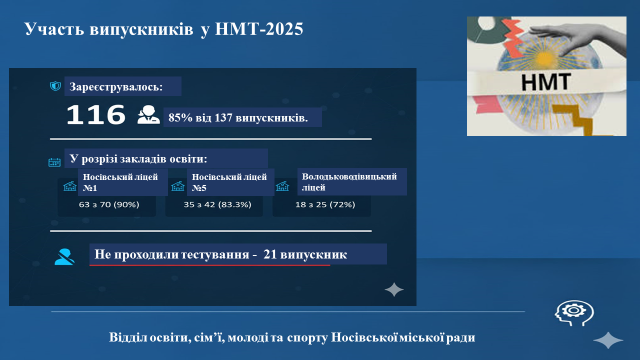 Участь випускників у НМТ-2025
НМТ
Зареєструвалось:
116
85% від 137 випускників.
У розрізі закладів освіти:
Носівський ліцей
№1
63 з 70 (90%)
Носівський ліцей
№5
35 з 42 (83.3%)
Володьководівицький
ліцей
18 з 25 (72%)
Не проходили тестування - 21 випускник
Відділ освіти, сім’ї, молоді та спорту Носівської міської ради